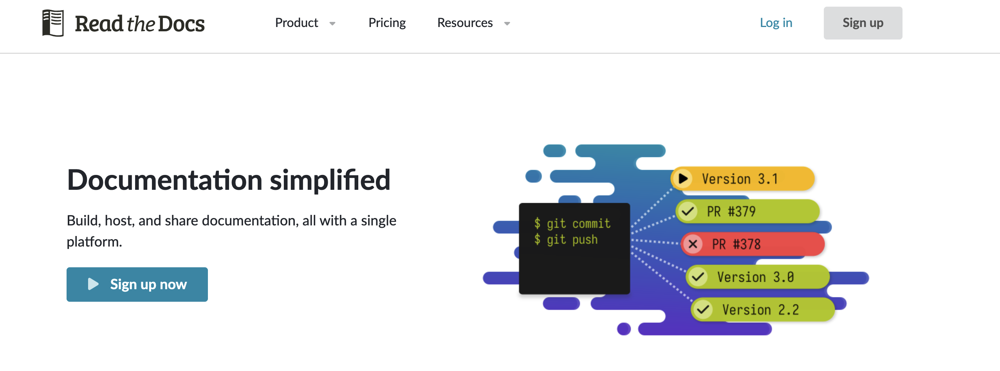 Read the Docs
Product
Pricing
Resources
Log in
Sign up
Documentation simplified
Build, host, and share documentation, all with a single
platform.
Sign up now
$ git commit
$ git push
Version 3.1
PR #379
PR #378
Version 3.0
Version 2.2